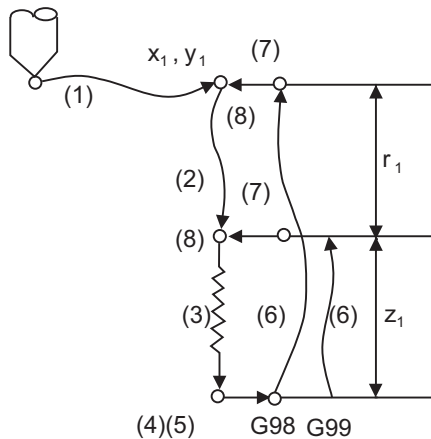 x1 , y1 (7)
(1)
(8)
r1
(2) (7)
(8)
(3) (6) (6) z1
(4)(5) G98 G99